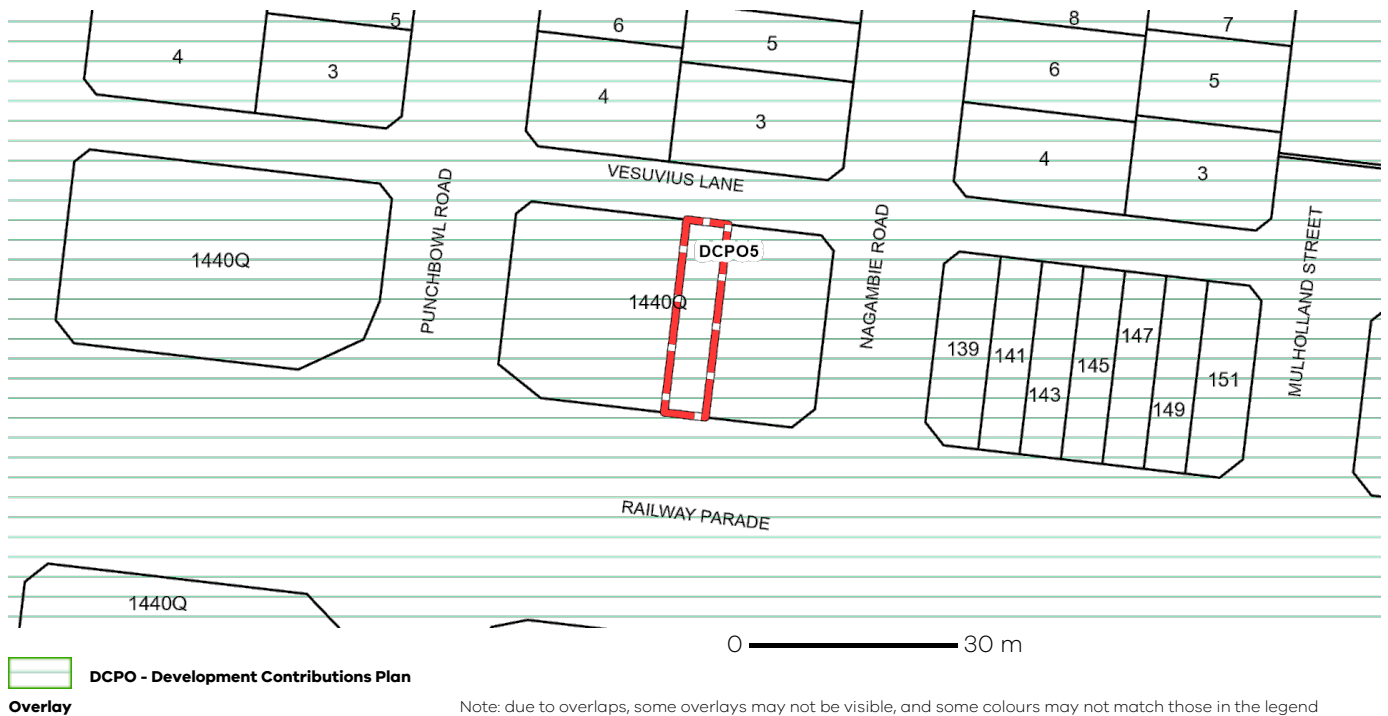 5
6
8
7
4
3
5
6
5
4
3
4
3
VESUVIUS LANE
PUNCHBOWL ROAD
NAGAMBIE ROAD
MULHOLLAND STREET
1440Q
DCPO5
1440Q
139
141
143
145
147
149
151
RAILWAY PARADE
1440Q
0 30 m
DCPO - Development Contributions Plan
Overlay
Note: due to overlaps, some overlays may not be visible, and some colours may not match those in the legend